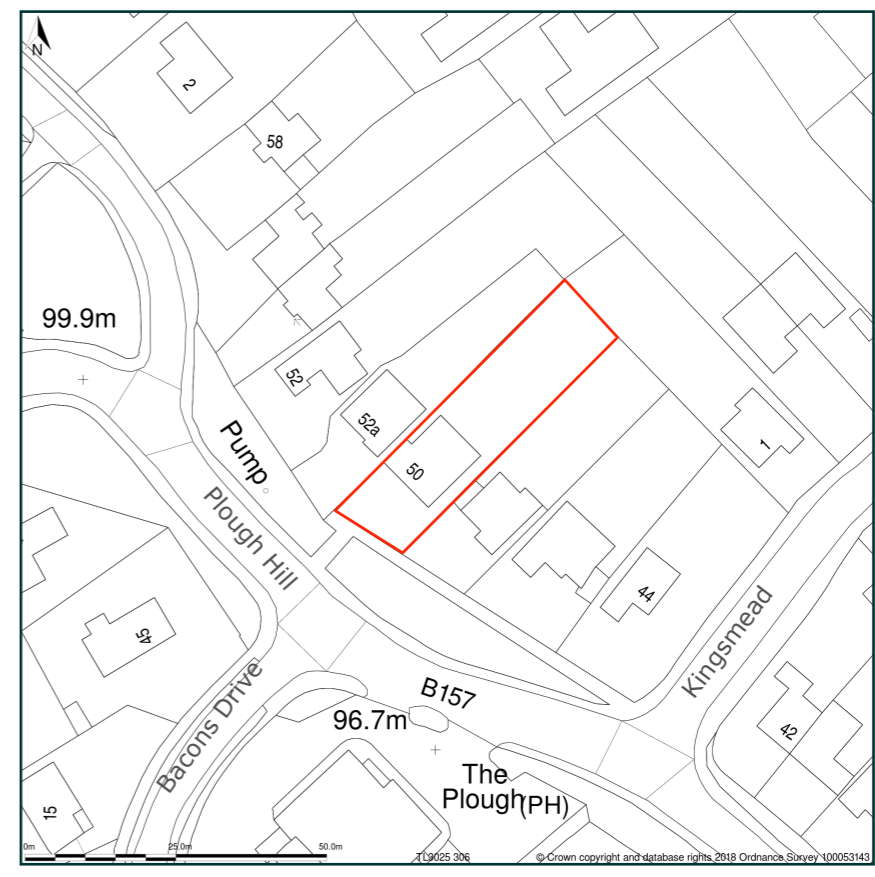 N
2
58
99.9m
52
52a
50
Pump
Plough Hill
1
44
45
Kingsmead
Bacons Drive
B157
96.7m
42
The
Plough(PH)
15
0m
25.0m
50.0m
TL3025 306
© Crown copyright and database rights 2018 Ordnance Survey 100053143